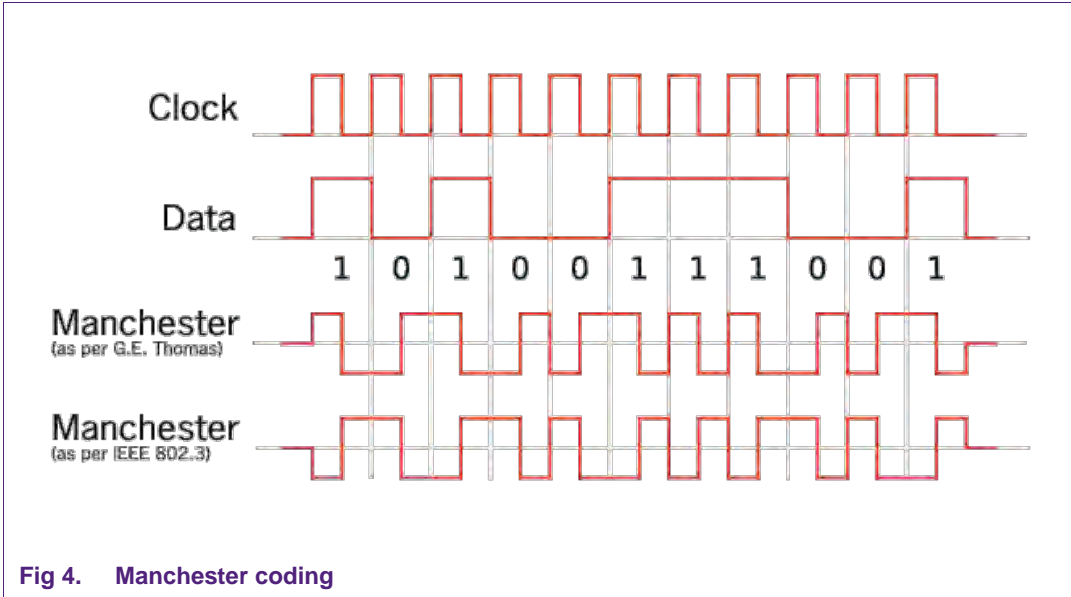 Clock
Data
1 0 1 0 0 1 1 1 0 0 1
Manchester
(as per G.E. Thomas)
Manchester
(as per IEEE 802.3)
Fig 4. Manchester coding